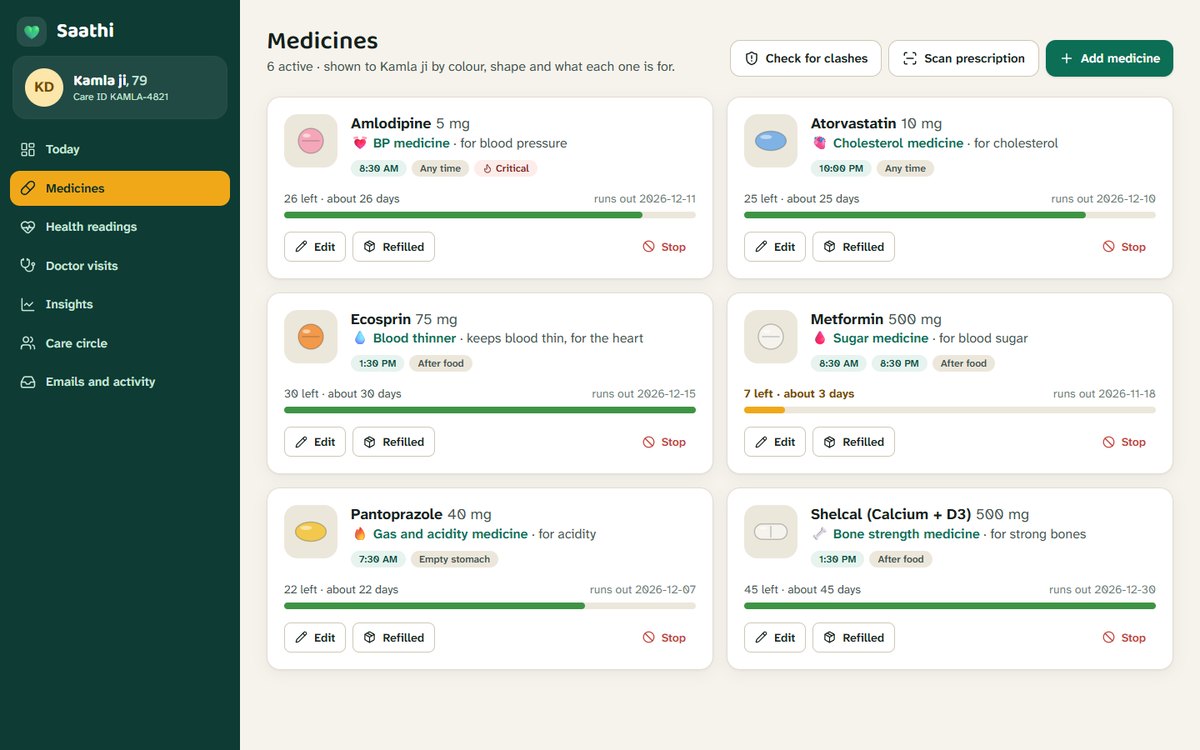 Saathi
KD
Kamla ji, 79
Care ID KAMLA-4821
Today
Medicines
Health readings
Doctor visits
Insights
Care circle
Emails and activity
Medicines
6 active · shown to Kamla ji by colour, shape and what each one is for.
Check for clashes
Scan prescription
Add medicine
Amlodipine 5 mg
BP medicine · for blood pressure
8:30 AM Any time Critical
26 left · about 26 days runs out 2026-12-11
Edit Refilled Stop
Atorvastatin 10 mg
Cholesterol medicine · for cholesterol
10:00 PM Any time
25 left · about 25 days runs out 2026-12-10
Edit Refilled Stop
Ecosprin 75 mg
Blood thinner · keeps blood thin, for the heart
1:30 PM After food
30 left · about 30 days runs out 2026-12-15
Edit Refilled Stop
Metformin 500 mg
Sugar medicine · for blood sugar
8:30 AM 8:30 PM After food
7 left · about 3 days runs out 2026-11-18
Edit Refilled Stop
Pantoprazole 40 mg
Gas and acidity medicine · for acidity
7:30 AM Empty stomach
22 left · about 22 days runs out 2026-12-07
Edit Refilled Stop
Shelcal (Calcium + D3) 500 mg
Bone strength medicine · for strong bones
1:30 PM After food
45 left · about 45 days runs out 2026-12-30
Edit Refilled Stop